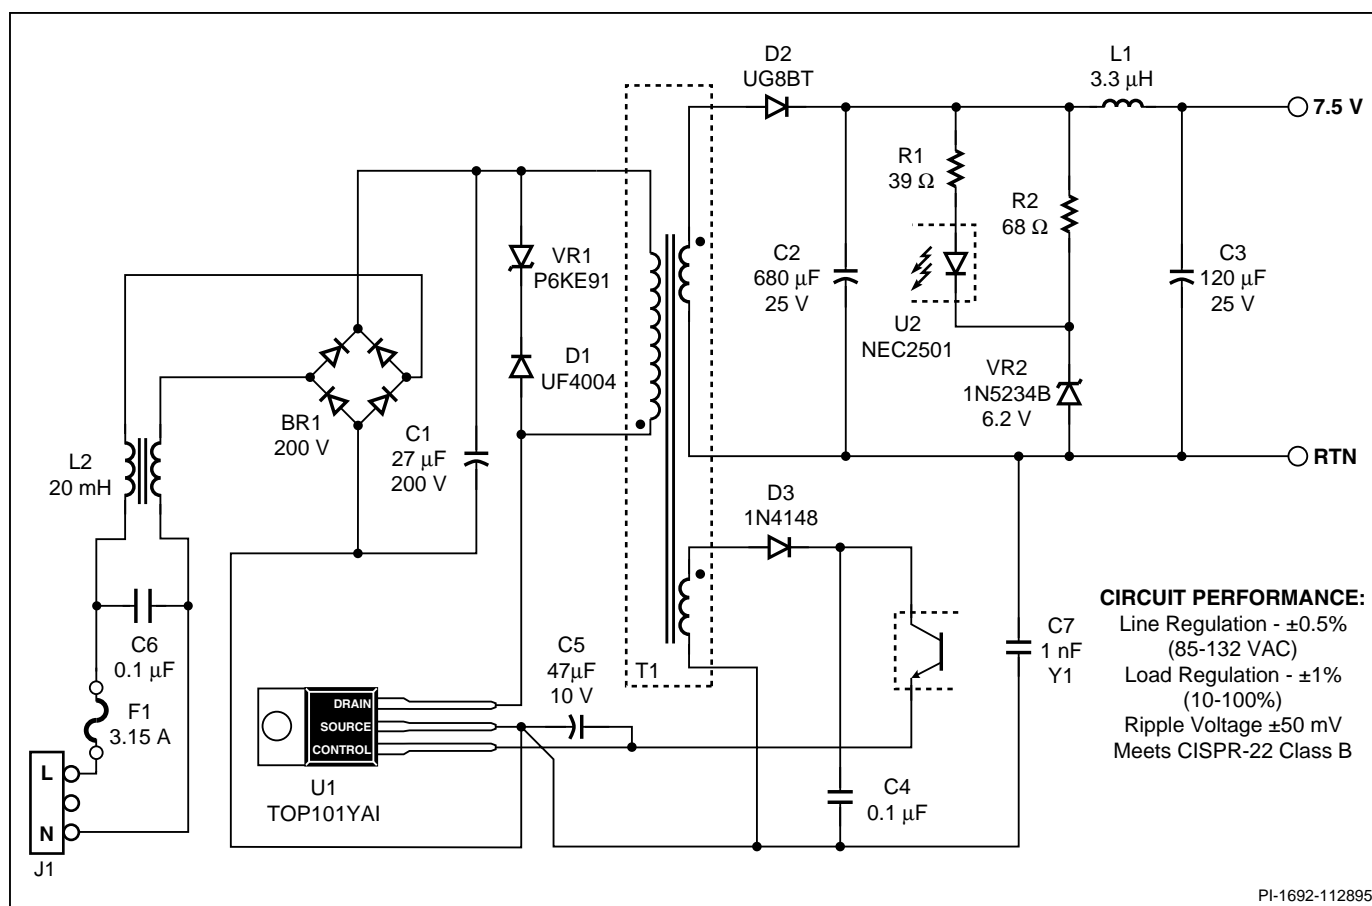 D2
UG8BT
L1
3.3 μH
7.5 V
R1
39 Ω
R2
68 Ω
VR1
P6KE91
C2
680 μF
25 V
C3
120 μF
25 V
U2
NEC2501
D1
UF4004
VR2
1N5234B
6.2 V
BR1
200 V
C1
27 μF
200 V
L2
20 mH
RTN
D3
1N4148
CIRCUIT PERFORMANCE:
Line Regulation - ±0.5%
(85-132 VAC)
Load Regulation - ±1%
(10-100%)
Ripple Voltage ±50 mV
Meets CISPR-22 Class B
C6
0.1 μF
C5
47μF
10 V
T1
C7
1 nF
Y1
F1
3.15 A
DRAIN
SOURCE
CONTROL
U1
TOP101YAI
C4
0.1 μF
L
N
J1
PI-1692-112895